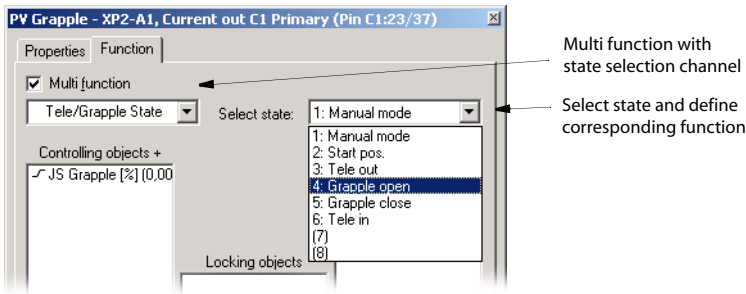 PV Grapple - XP2-A1, Current out C1 Primary (Pin C1:23/37)
Properties
Function
Multi function
Tele/Grapple State
Select state:
1: Manual mode
1: Manual mode
2: Start pos.
3: Tele out
4: Grapple open
5: Grapple close
6: Tele in
(7)
(8)
Controlling objects +
JS Grapple [%] (0,00
Locking objects
Multi function with
state selection channel
Select state and define
corresponding function